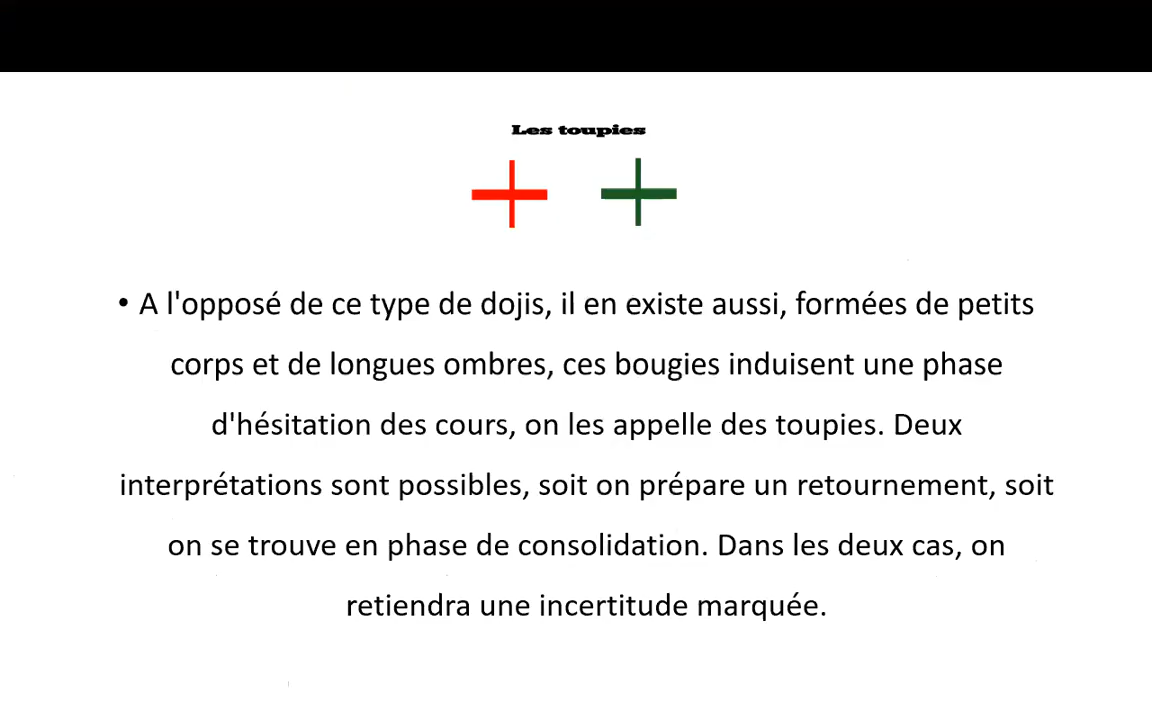 Les toupies
• A l'opposé de ce type de dojis, il en existe aussi, formées de petits
corps et de longues ombres, ces bougies induisent une phase
d'hésitation des cours, on les appelle des toupies. Deux
interprétations sont possibles, soit on prépare un retournement, soit
on se trouve en phase de consolidation. Dans les deux cas, on
retiendra une incertitude marquée.